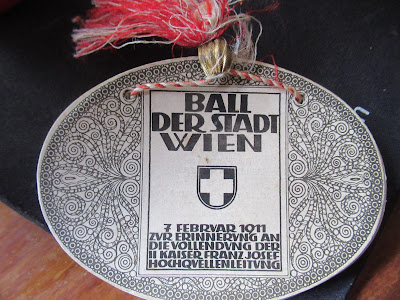 BALL
DER STADT
WIEN
7 FEBRVAR 1911
ZVR ERINNERVNG AN
DIE VOLLENDVNG DER
II KAISER FRANZ JOSEF
HOCHQVELLENLEITVNG